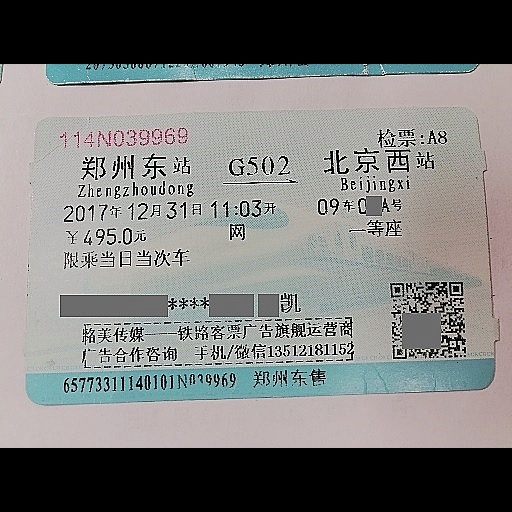 114N039969
检票:A8
郑州东站 G502 北京西站
Zhengzhoudong Beijingxi
2017年12月31日11:03开 09车0 A号
￥495.0元 网 一等座
限乘当日当次车
**** 凯
铭美传媒——铁路客票广告旗舰运营商
广告合作咨询 手机/微信13512181152
65773311140101N039969 郑州东售